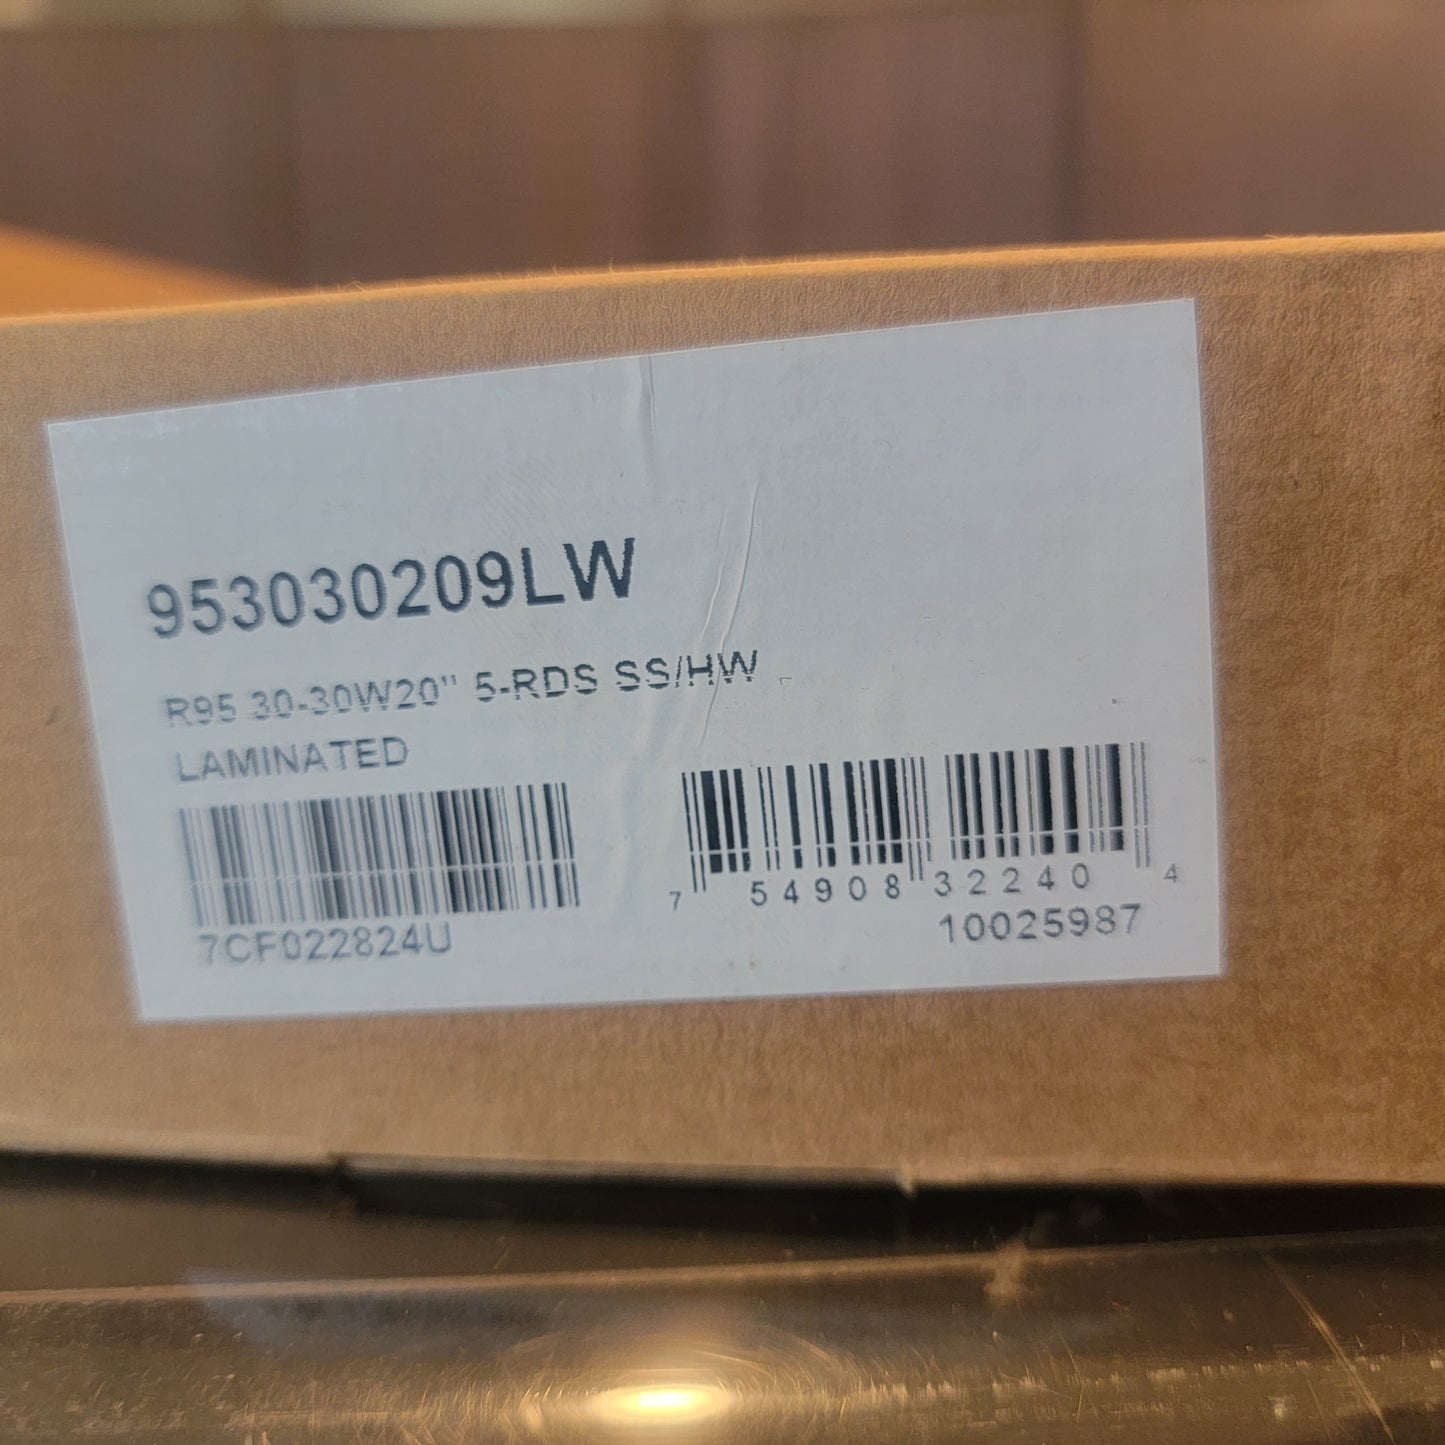 953030209LW
R95 30-30W20" 5-RDS SS/HW
LAMINATED
7CF022824U
7 54908 32240 4
10025987